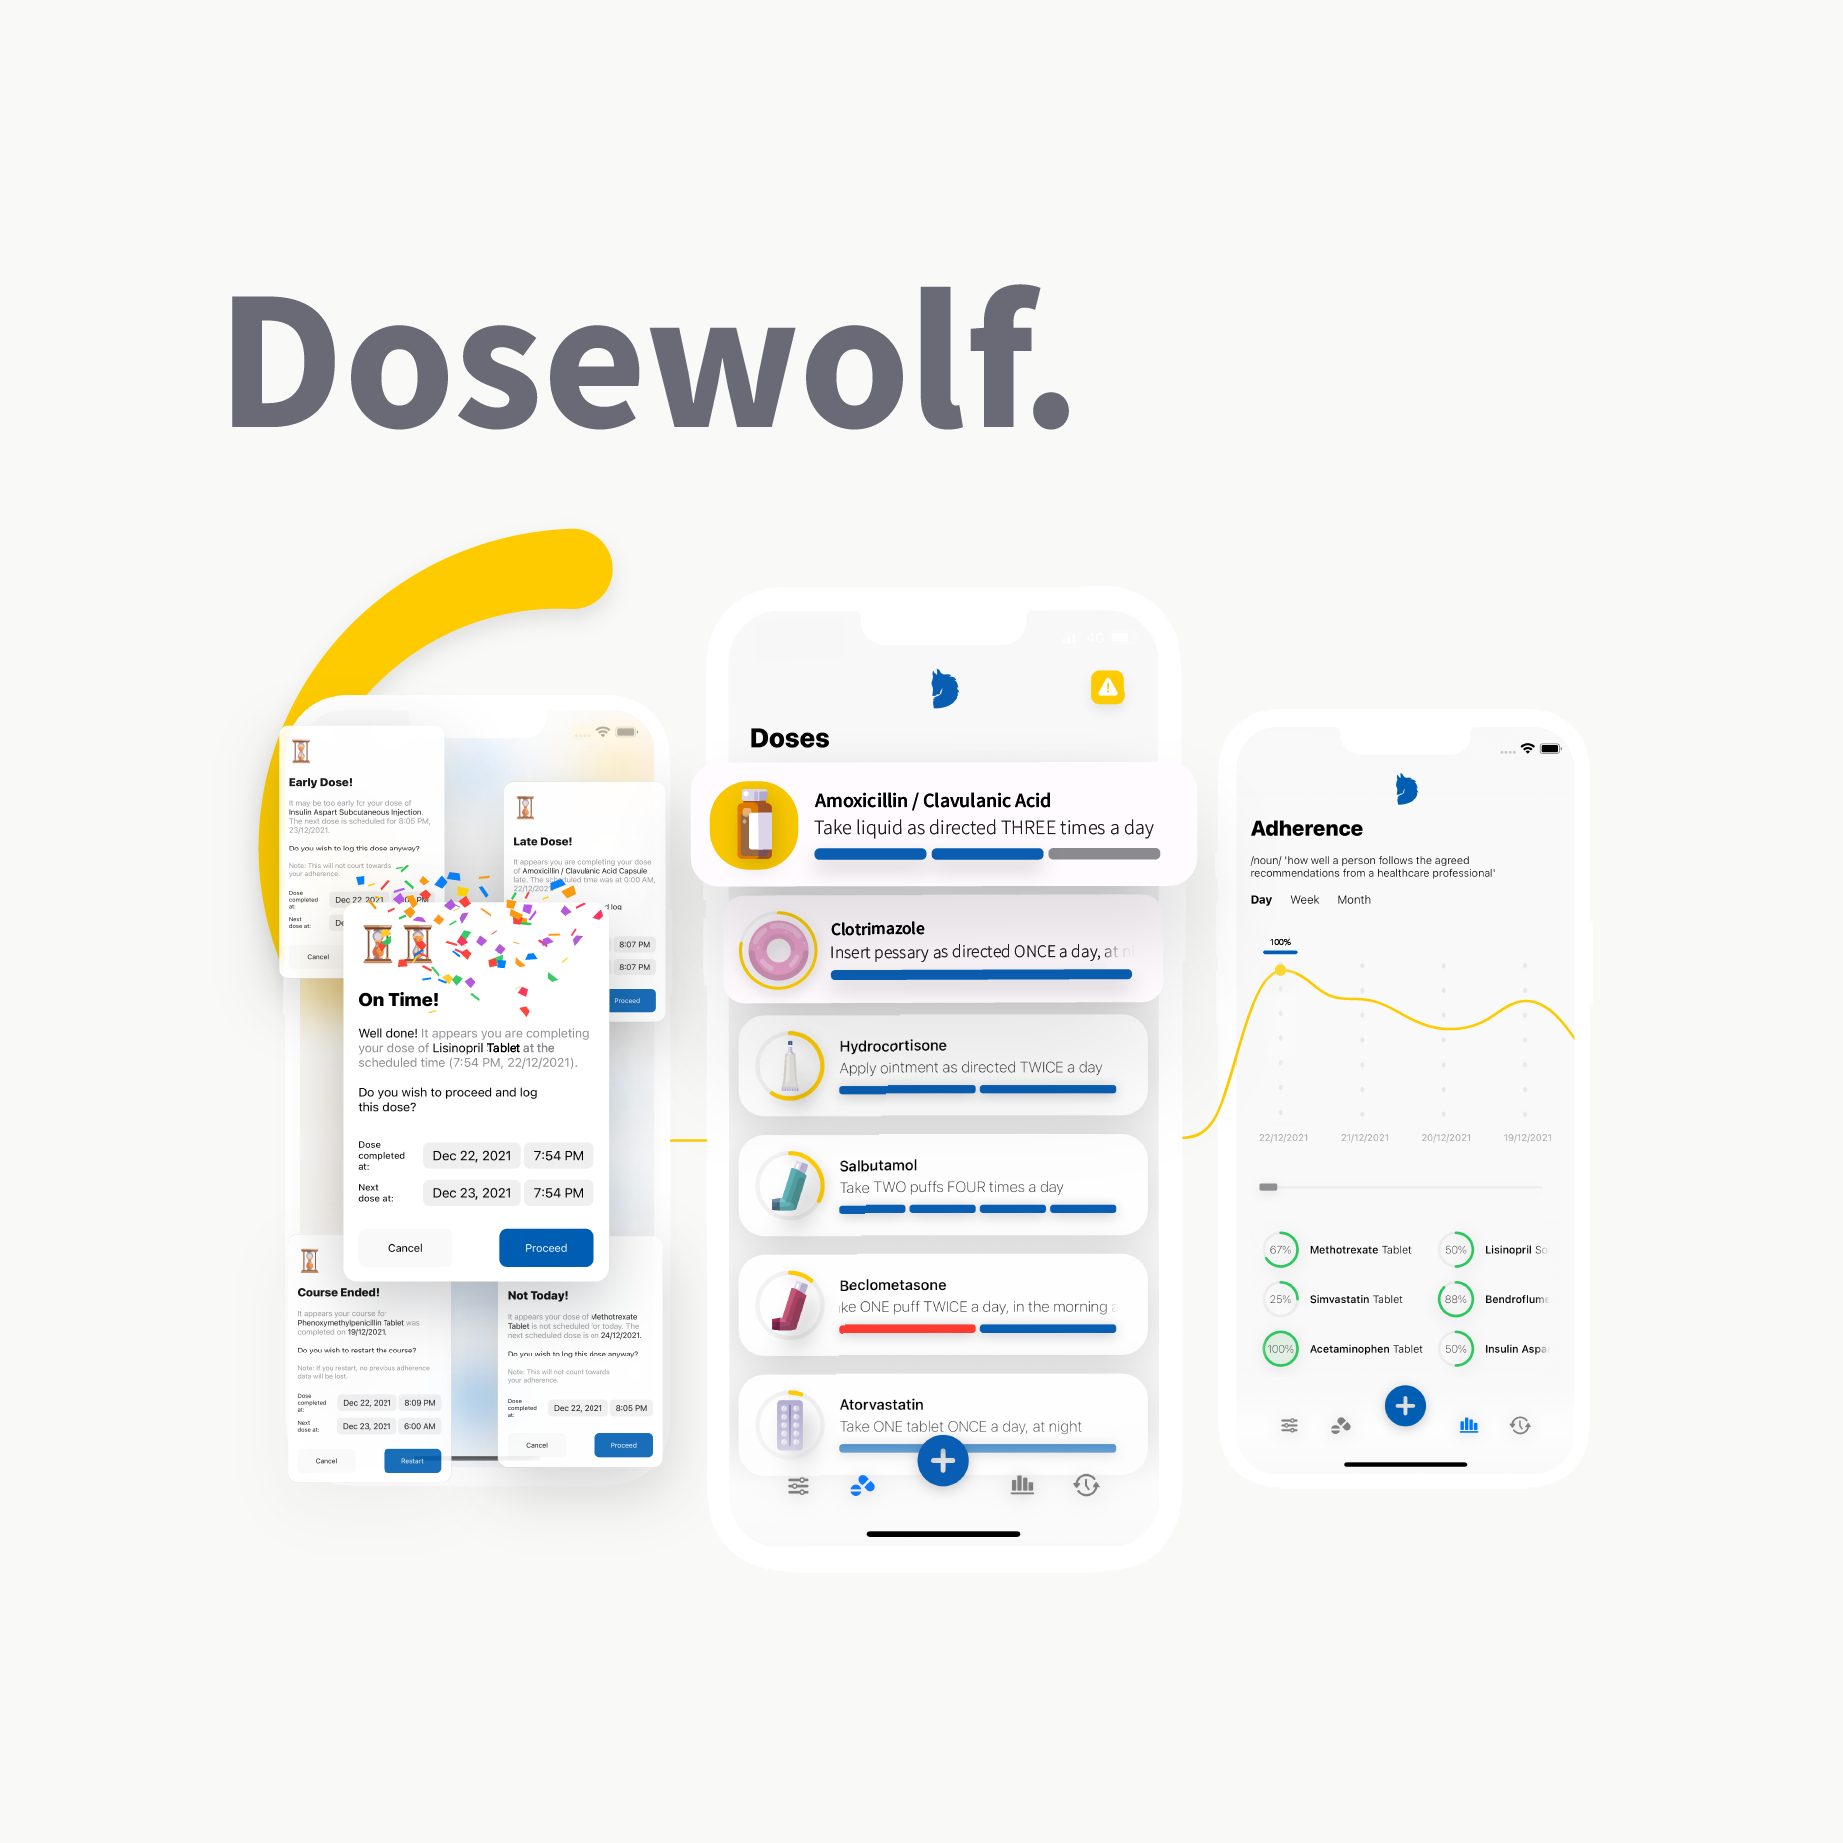 Dosewolf.
Early Dose!
It may be too early for your dose of
Insulin Aspart Subcutaneous Injection
The next dose is scheduled for 8:05 PM,
23/12/2021.
Do you wish to log this dose anyway?
Note: This will not count towards
your adherence.
Dose
completed
at:
Dec 22, 2021
Next
dose at:
Cancel
Late Dose!
It appears you are completing your dose
of Amoxicillin / Clavulanic Acid Capsule
late. The scheduled time was at 0:00 AM,
22/12/2021
8:07 PM
8:07 PM
Proceed
On Time!
Well done! It appears you are completing
your dose of Lisinopril Tablet at the
scheduled time (7:54 PM, 22/12/2021).
Do you wish to proceed and log
this dose?
Dose
completed
at:
Dec 22, 2021 7:54 PM
Next
dose at:
Dec 23, 2021 7:54 PM
Cancel Proceed
Course Ended!
It appears your course for
Phenoxymethylpenicillin Tablet was
completed on 19/12/2021.
Do you wish to restart the course?
Note: If you restart, no previous adherence
data will be lost.
Dose
completed
at:
Dec 22, 2021 8:09 PM
Next
dose at:
Dec 23, 2021 6:00 AM
Cancel Restart
Not Today!
It appears your dose of Methotrexate
Tablet is not scheduled for today. The
next scheduled dose is on 24/12/2021.
Do you wish to log this dose anyway?
Note: This will not count towards
your adherence.
Dose
completed
at:
Dec 22, 2021 8:05 PM
Cancel Proceed
4G
Doses
Amoxicillin / Clavulanic Acid
Take liquid as directed THREE times a day
Clotrimazole
Insert pessary as directed ONCE a day, at
Hydrocortisone
Apply ointment as directed TWICE a day
Salbutamol
Take TWO puffs FOUR times a day
Beclometasone
ke ONE puff TWICE a day, in the morning a
Atorvastatin
Take ONE tablet ONCE a day, at night
Adherence
/noun/ 'how well a person follows the agreed
recommendations from a healthcare professional'
Day Week Month
100%
22/12/2021 21/12/2021 20/12/2021 19/12/2021
67% Methotrexate Tablet 50% Lisinopril So
25% Simvastatin Tablet 88% Bendroflume
100% Acetaminophen Tablet 50% Insulin Aspa